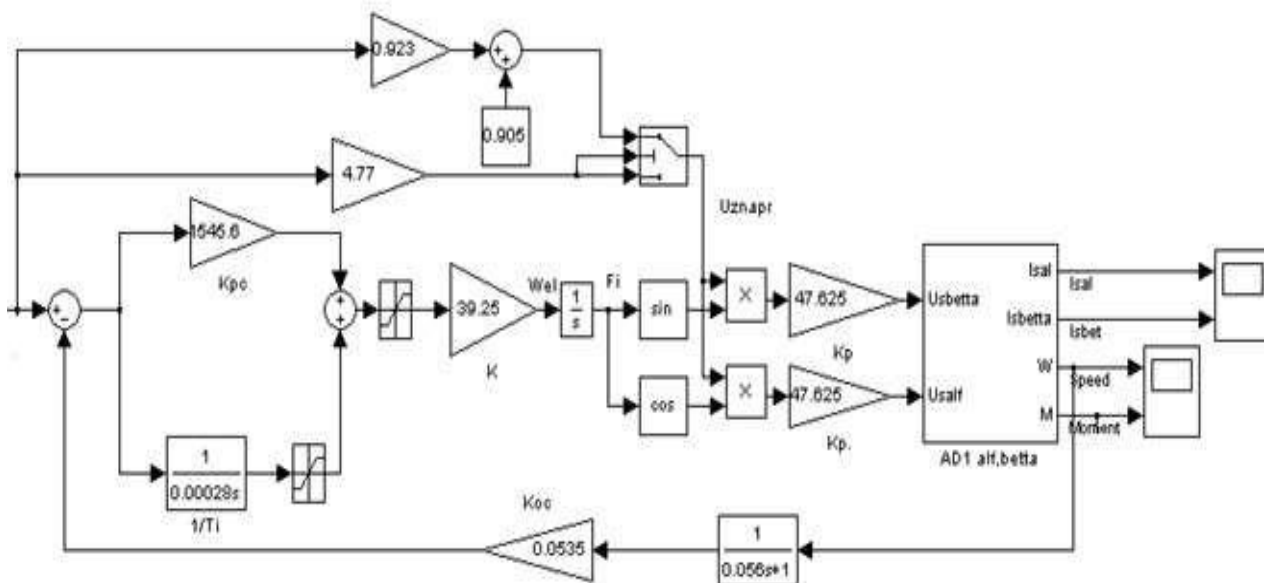 0.923
+
+
0.905
4.77
Uznapr
1545.6
Kpc
+
-
+
+
39.25
K
Wel
1
s
Fi
sin
cos
×
×
47.625
Kp
47.625
Kp.
Usbetta
Usalf
Isal
Isbetta
W
M
AD1 alf,betta
Isal
Isbet
Speed
Moment
1
0.00028s
1/Ti
Koc
0.0535
1
0.056s+1